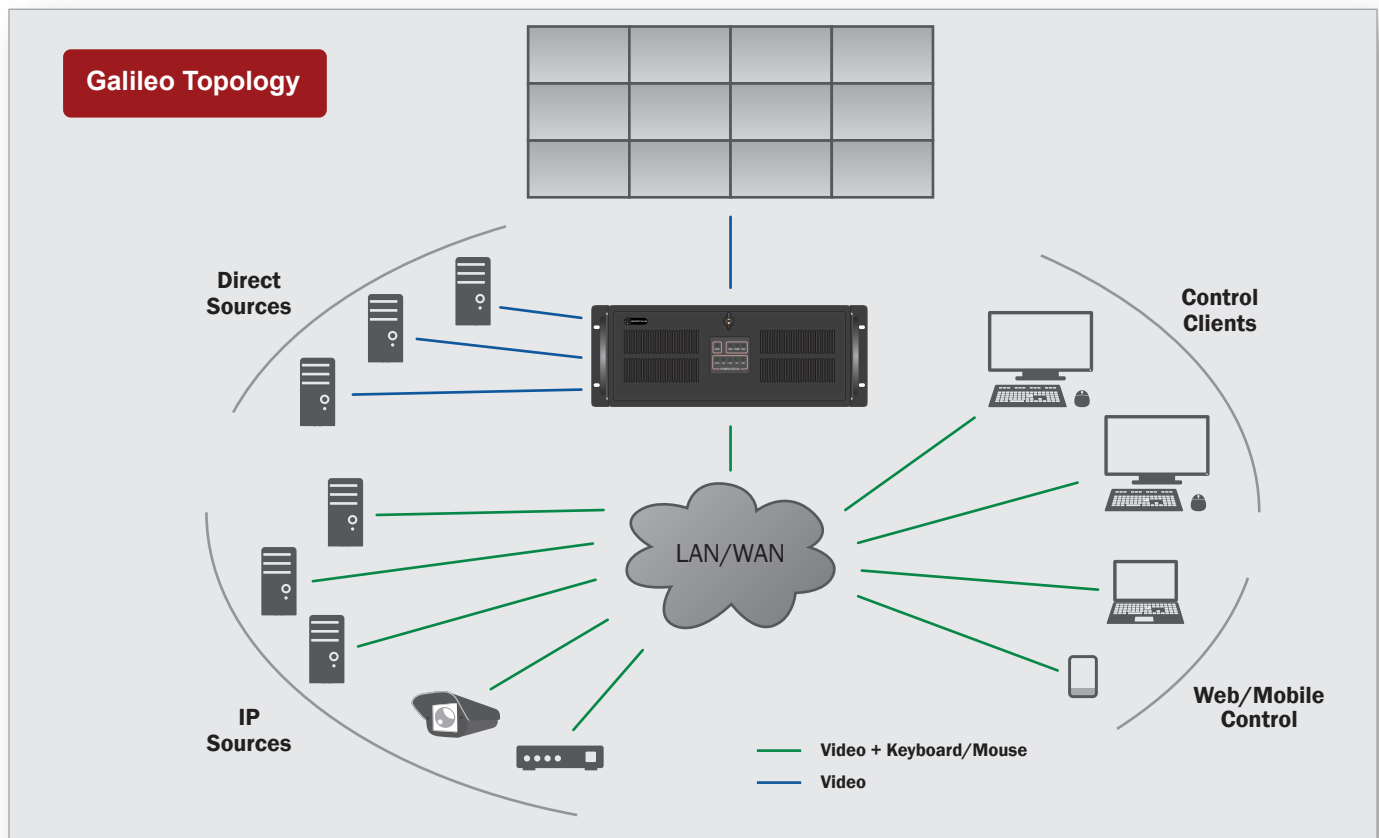 Galileo Topology
Direct
Sources
Control
Clients
LAN/WAN
IP
Sources
Web/Mobile
Control
Video + Keyboard/Mouse
Video